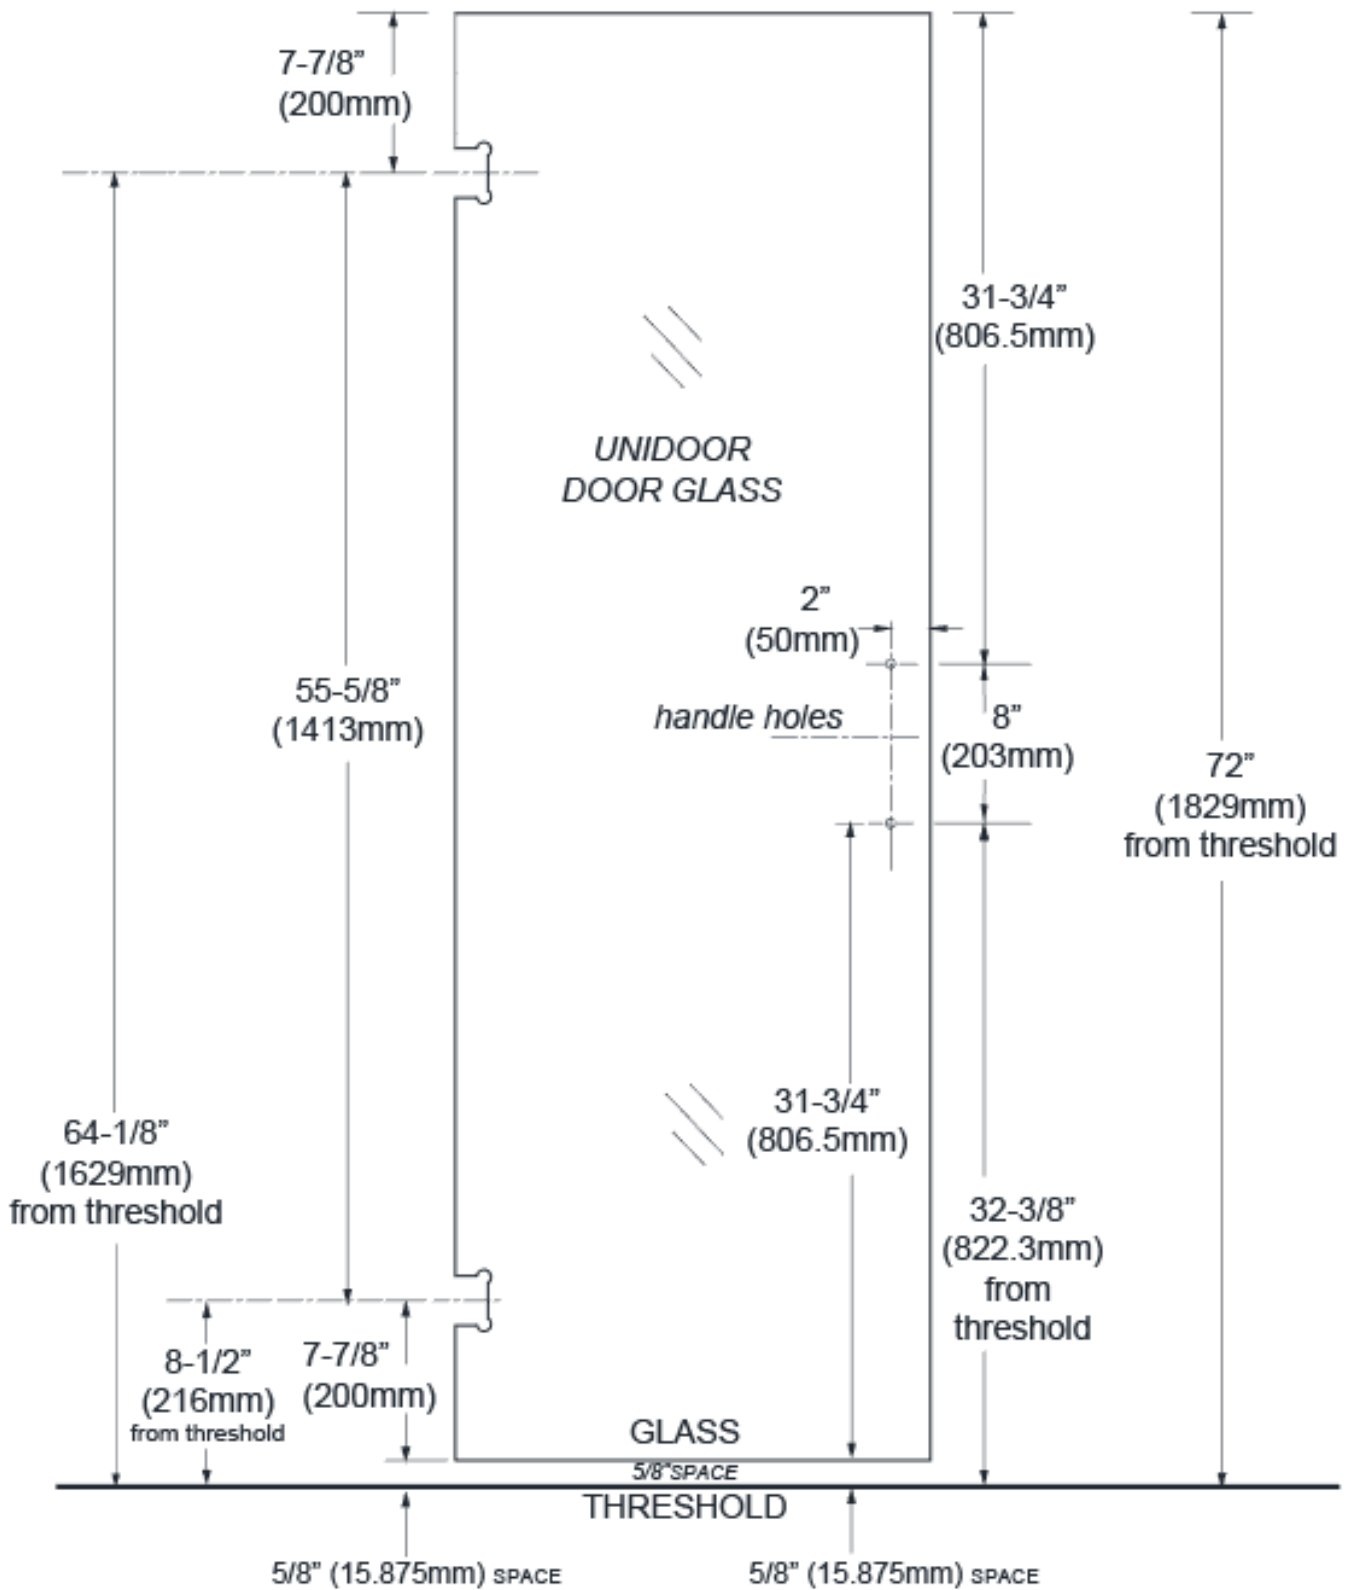 7-7/8”
(200mm)
31-3/4”
(806.5mm)
UNIDOOR
DOOR GLASS
2”
(50mm)
55-5/8”
(1413mm)
handle holes
8”
(203mm)
72”
(1829mm)
from threshold
31-3/4”
(806.5mm)
64-1/8”
(1629mm)
from threshold
32-3/8”
(822.3mm)
from
threshold
8-1/2”
(216mm)
from threshold
7-7/8”
(200mm)
GLASS
5/8”SPACE
THRESHOLD
5/8” (15.875mm) SPACE
5/8” (15.875mm) SPACE